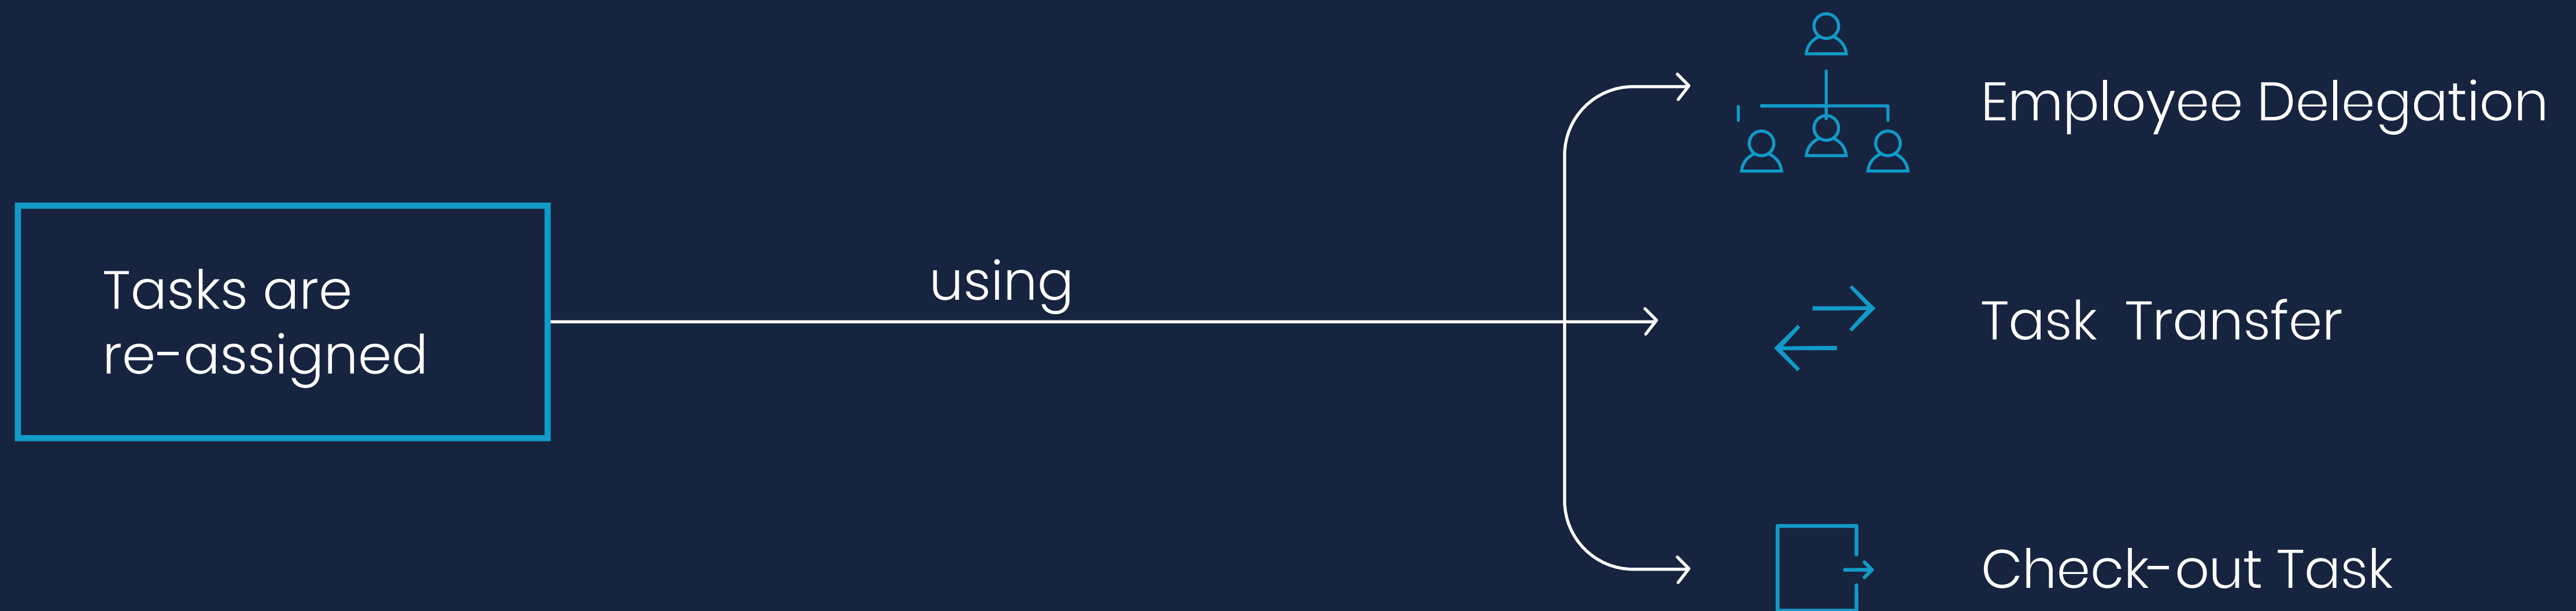 Tasks are
re-assigned
using
Employee Delegation
Task Transfer
Check-out Task